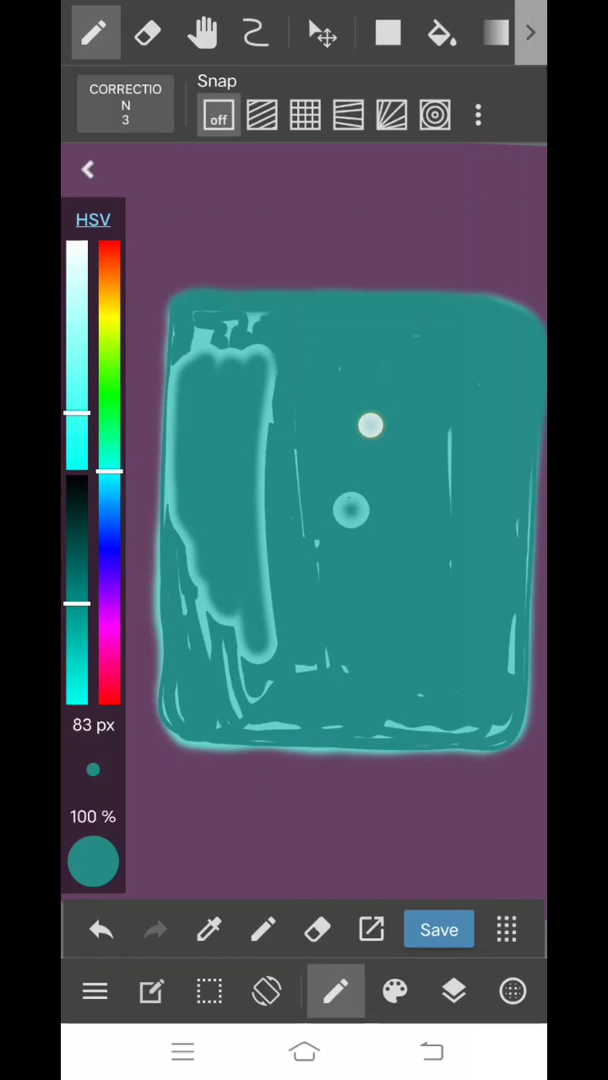 CORRECTIO
N
3
Snap
off
HSV
83 px
100 %
Save